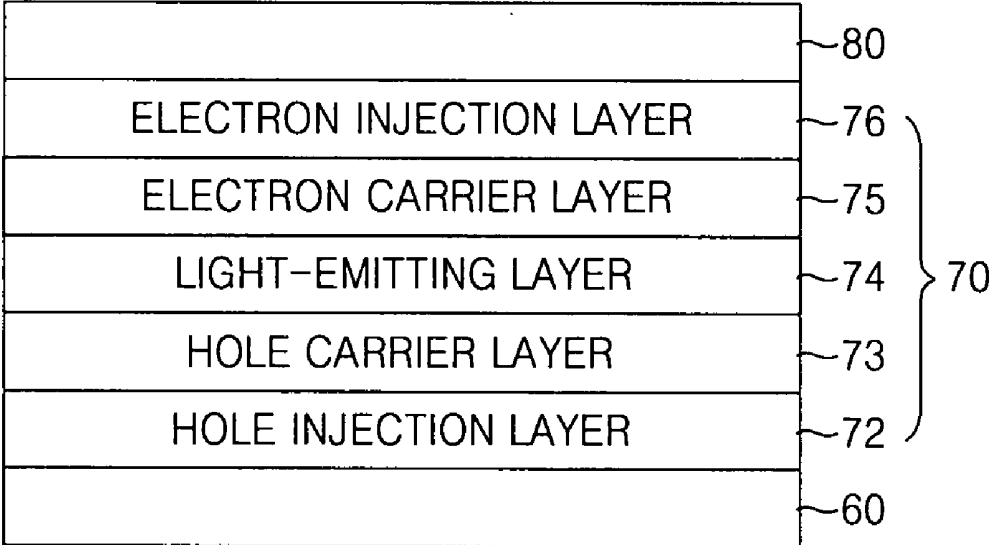 80
ELECTRON INJECTION LAYER 76
ELECTRON CARRIER LAYER 75
LIGHT-EMITTING LAYER 74 70
HOLE CARRIER LAYER 73
HOLE INJECTION LAYER 72
60